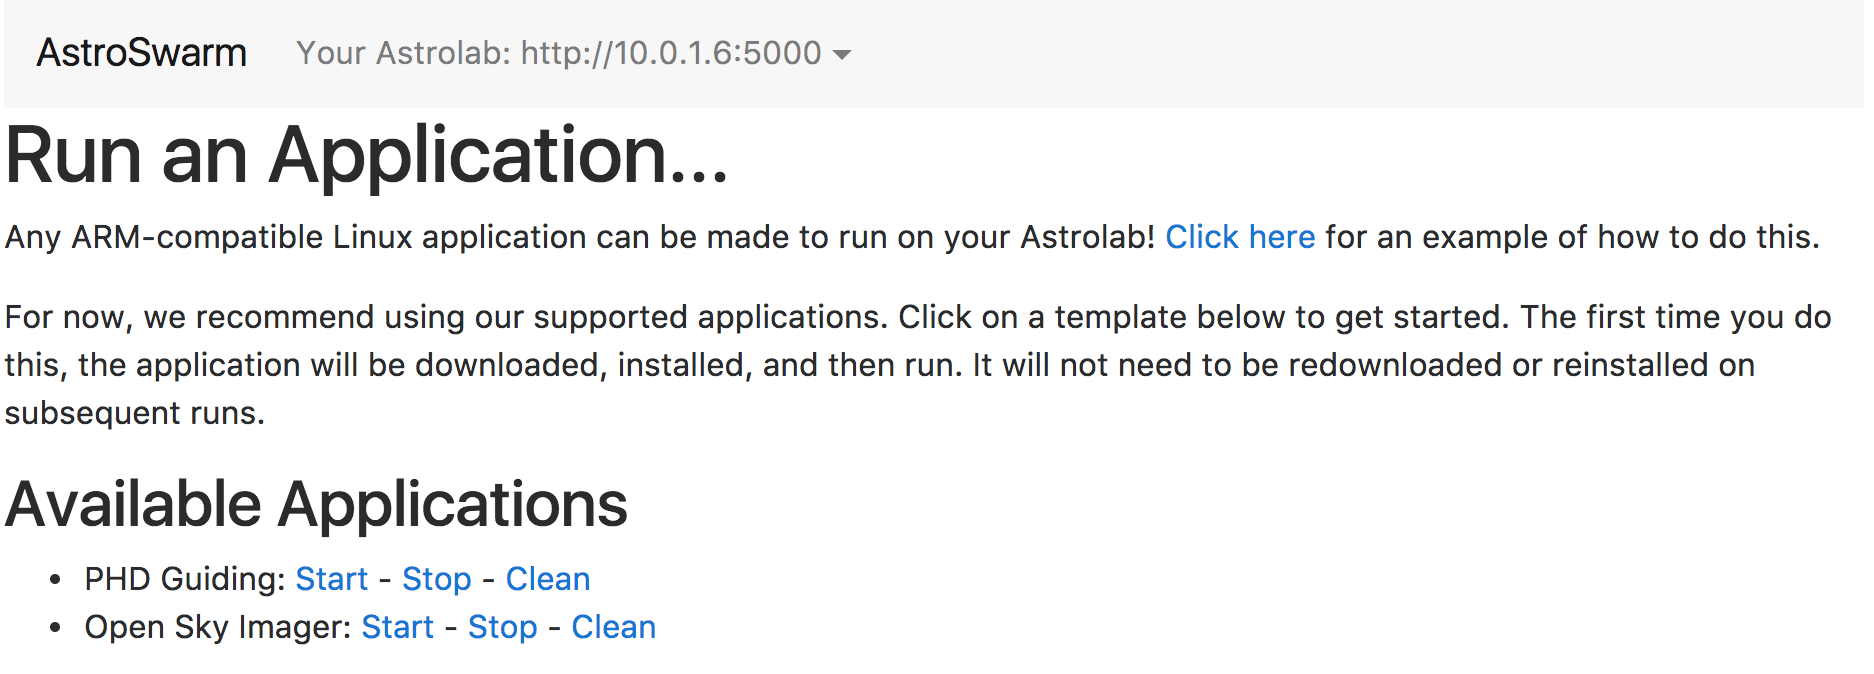 AstroSwarm Your Astrolab: http://10.0.1.6:5000
Run an Application...
Any ARM-compatible Linux application can be made to run on your Astrolab! Click here for an example of how to do this.
For now, we recommend using our supported applications. Click on a template below to get started. The first time you do
this, the application will be downloaded, installed, and then run. It will not need to be redownloaded or reinstalled on
subsequent runs.
Available Applications
• PHD Guiding: Start - Stop - Clean
• Open Sky Imager: Start - Stop - Clean